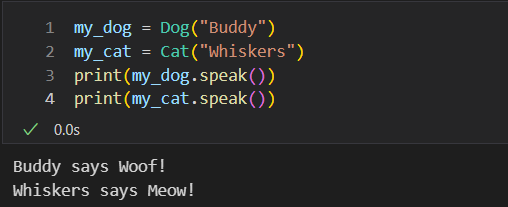 1 my_dog = Dog("Buddy")
2 my_cat = Cat("Whiskers")
3 print(my_dog.speak())
4 print(my_cat.speak())
0.0s
Buddy says Woof!
Whiskers says Meow!